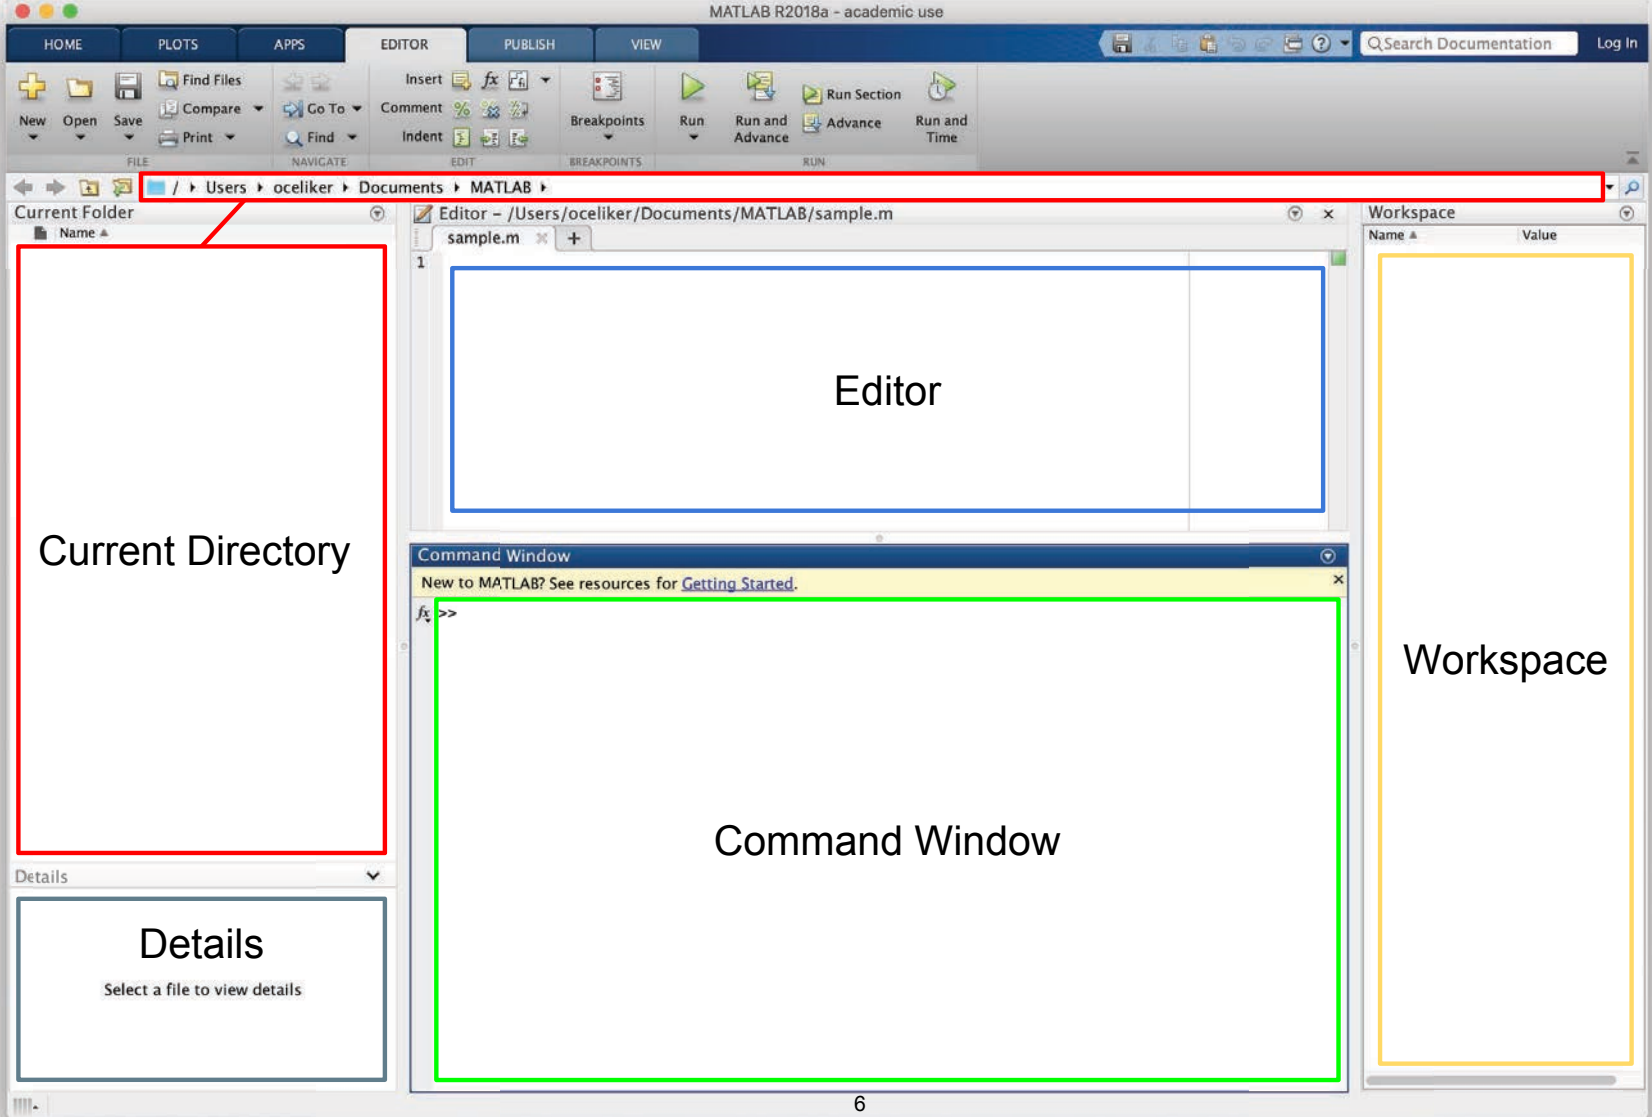 MATLAB R2018a - academic use
HOME PLOTS APPS EDITOR PUBLISH VIEW Search Documentation Log In
New Open Save Find Files Compare Print
Go To Find
Insert fx
Comment
Indent
Breakpoints
Run Run and Advance Run Section Advance Run and Time
FILE NAVIGATE EDIT BREAKPOINTS RUN
/ Users oceliker Documents MATLAB
Current Folder
Name
Editor – /Users/oceliker/Documents/MATLAB/sample.m
sample.m +
1
Workspace
Name Value
Editor
Current Directory
Command Window
New to MATLAB? See resources for Getting Started.
fx >>
Workspace
Command Window
Details
Details
Select a file to view details
6